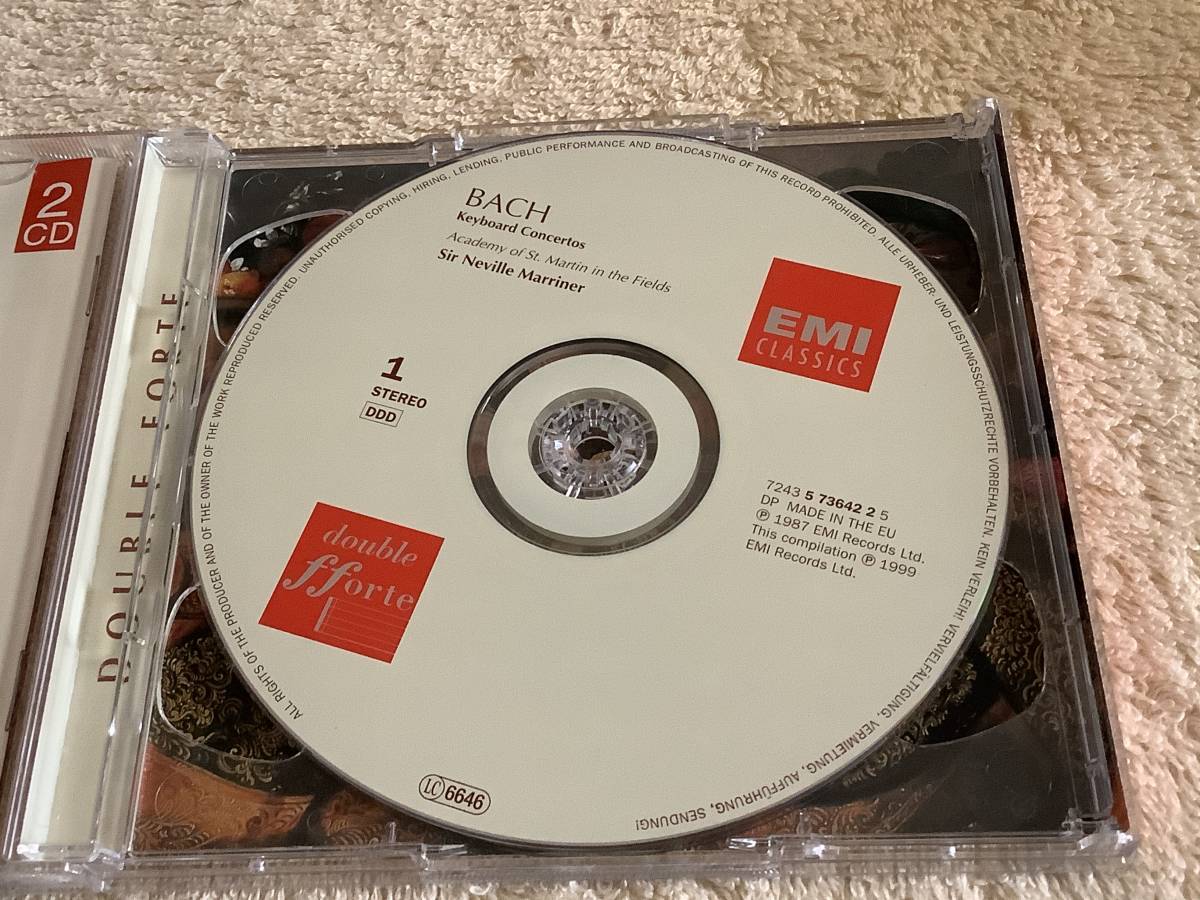 2
CD
DOUBLE FORTE
BACH
Keyboard Concertos
Academy of St. Martin in the Fields
Sir Neville Marriner
EMI
CLASSICS
1
STEREO
DDD
double
fforte
7243 5 73642 2 5
DP MADE IN THE EU
℗ 1987 EMI Records Ltd.
This compilation ℗ 1999
EMI Records Ltd.
LC 6646
ALL RIGHTS OF THE PRODUCER AND OF THE OWNER OF THE WORK REPRODUCED RESERVED. UNAUTHORISED COPYING, HIRING, LENDING, PUBLIC PERFORMANCE AND BROADCASTING OF THIS RECORD PROHIBITED. ALLE URHEBER- UND LEISTUNGSSCHUTZRECHTE VORBEHALTEN. KEIN VERLEIH! VERVIELFÄLTIGUNG, VERMIETUNG, AUFFÜHRUNG, SENDUNG!